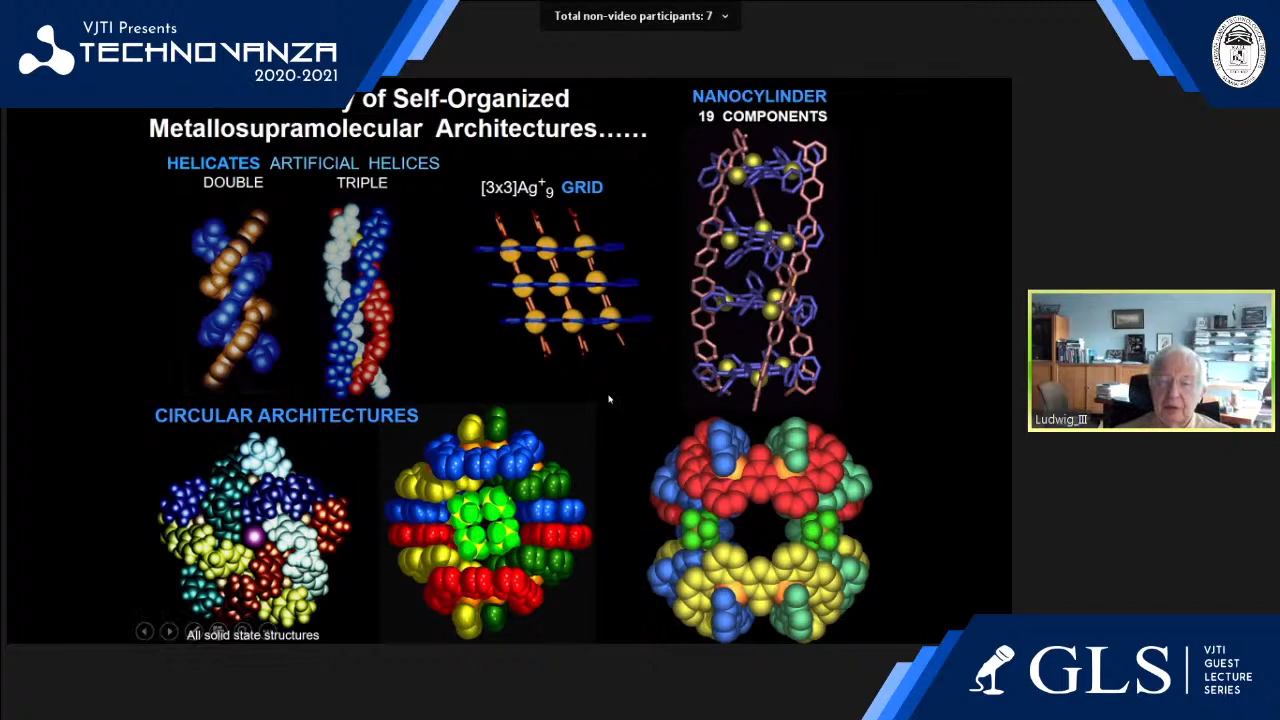 Total non-video participants: 7
VJTI Presents
TECHNOVANZA
2020-2021
y of Self-Organized
Metallosupramolecular Architectures......
HELICATES ARTIFICIAL HELICES
DOUBLE
TRIPLE
[3x3]Ag+9 GRID
NANOCYLINDER
19 COMPONENTS
CIRCULAR ARCHITECTURES
All solid state structures
Ludwig_III
GLS
VJTI
GUEST
LECTURE
SERIES